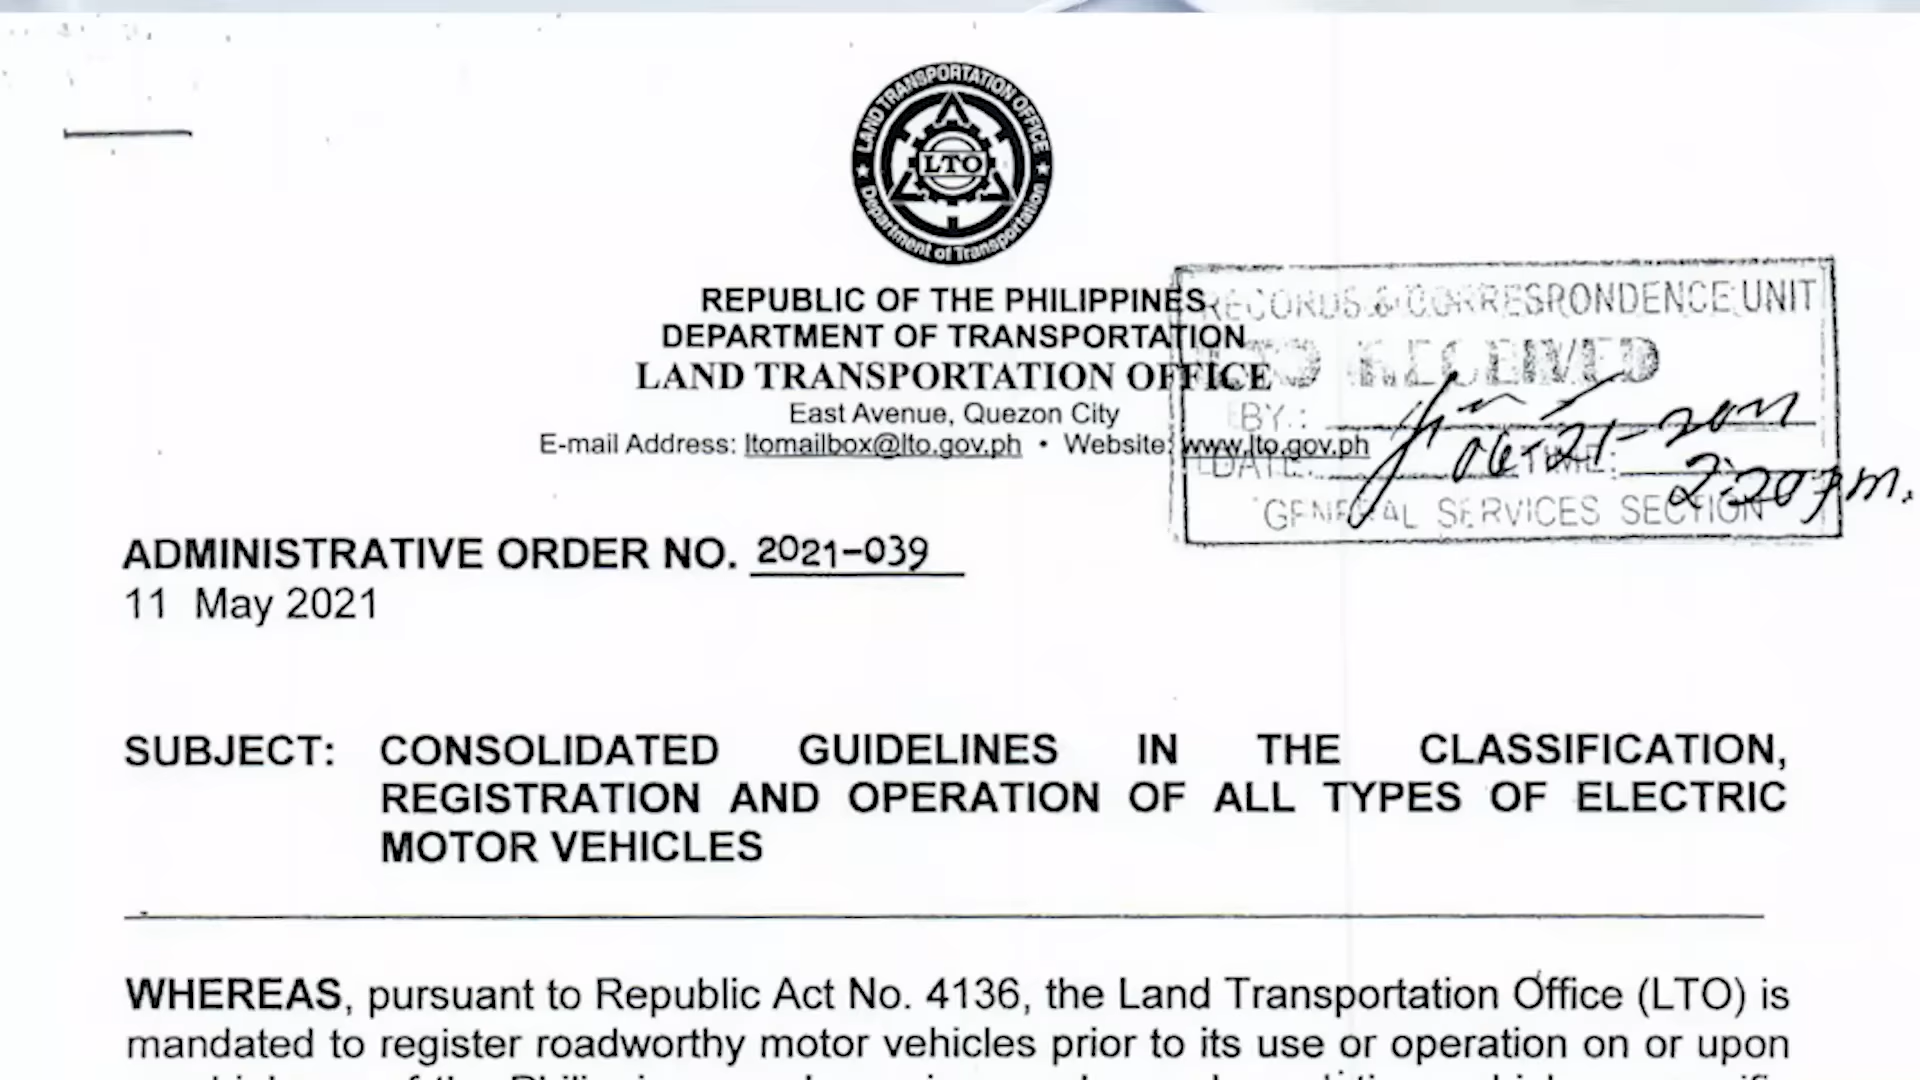 LAND TRANSPORTATION OFFICE
LTO
Department of Transportation
REPUBLIC OF THE PHILIPPINES
DEPARTMENT OF TRANSPORTATION
LAND TRANSPORTATION OFFICE
East Avenue, Quezon City
E-mail Address: ltomailbox@lto.gov.ph • Website: www.lto.gov.ph
RECORDS & CORRESPONDENCE UNIT
LTO RECEIVED
BY.:
DATE: 06-21-2021 TIME: 2:20 pm.
GENERAL SERVICES SECTION
ADMINISTRATIVE ORDER NO. 2021-039
11 May 2021
SUBJECT: CONSOLIDATED GUIDELINES IN THE CLASSIFICATION,
REGISTRATION AND OPERATION OF ALL TYPES OF ELECTRIC
MOTOR VEHICLES
WHEREAS, pursuant to Republic Act No. 4136, the Land Transportation Office (LTO) is
mandated to register roadworthy motor vehicles prior to its use or operation on or upon